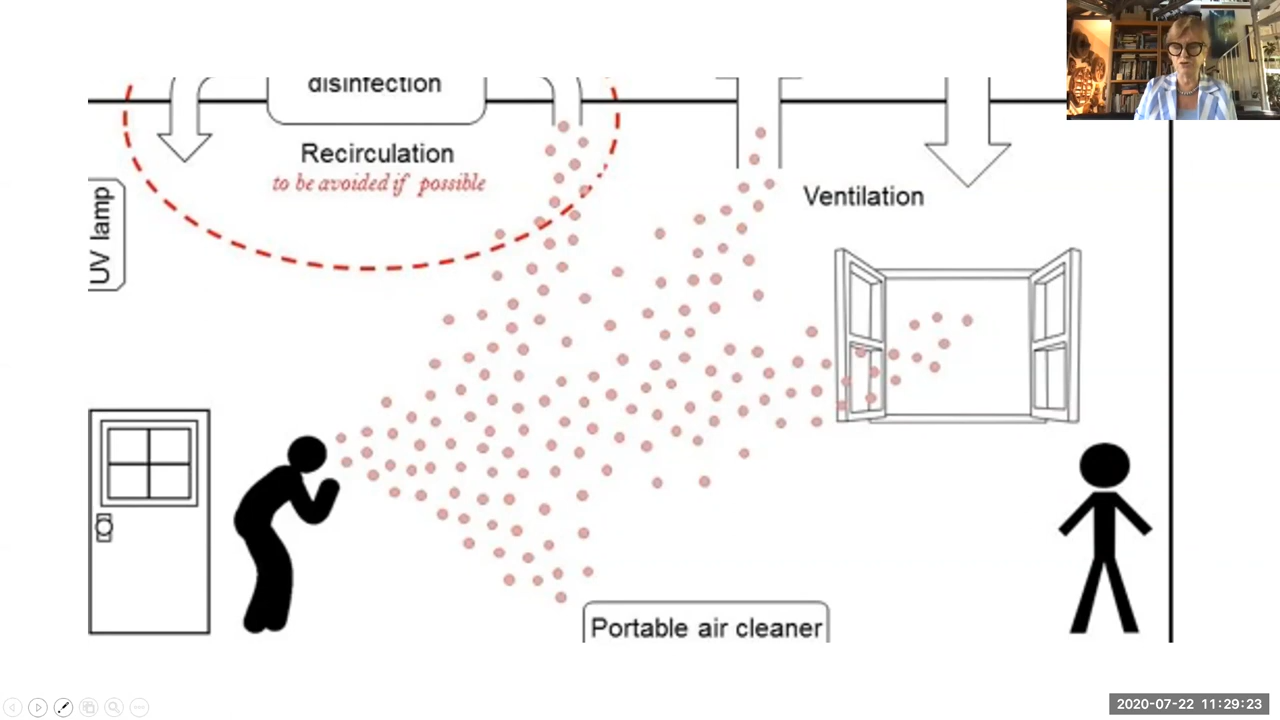 disinfection
Recirculation
to be avoided if possible
Ventilation
UV lamp
Portable air cleaner
2020-07-22 11:29:23